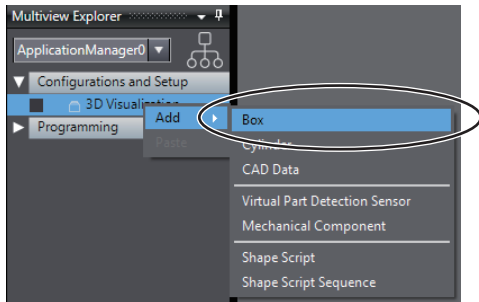 Multiview Explorer
ApplicationManager0
Configurations and Setup
3D Visualization
Programming
Add
Paste
Box
Cylinder
CAD Data
Virtual Part Detection Sensor
Mechanical Component
Shape Script
Shape Script Sequence